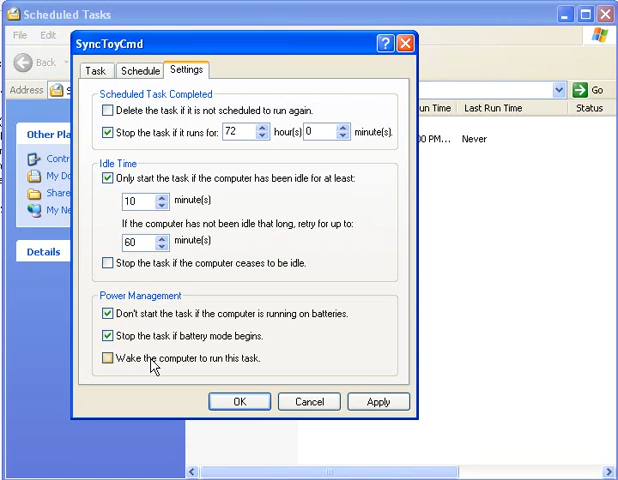 Scheduled Tasks
File Edit
Back
Address S
Go
Other Pla
Contr
My Do
Share
My Ne
Details
un Time Last Run Time Status
00 PM... Never
SyncToyCmd
Task Schedule Settings
Scheduled Task Completed
Delete the task if it is not scheduled to run again.
Stop the task if it runs for: 72 hour(s) 0 minute(s).
Idle Time
Only start the task if the computer has been idle for at least:
10 minute(s)
If the computer has not been idle that long, retry for up to:
60 minute(s)
Stop the task if the computer ceases to be idle.
Power Management
Don't start the task if the computer is running on batteries.
Stop the task if battery mode begins.
Wake the computer to run this task.
OK Cancel Apply